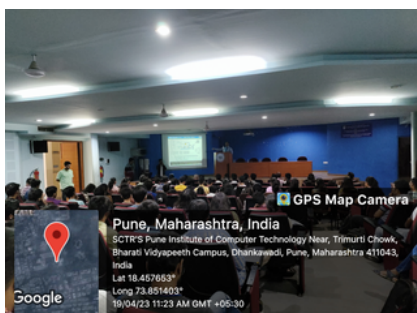 GPS Map Camera
Pune, Maharashtra, India
SCTR'S Pune Institute of Computer Technology Near, Trimurti Chowk,
Bharati Vidyapeeth Campus, Dhankawadi, Pune, Maharashtra 411043,
India
Lat 18.457653°
Long 73.851403°
19/04/23 11:23 AM GMT +05:30
Google